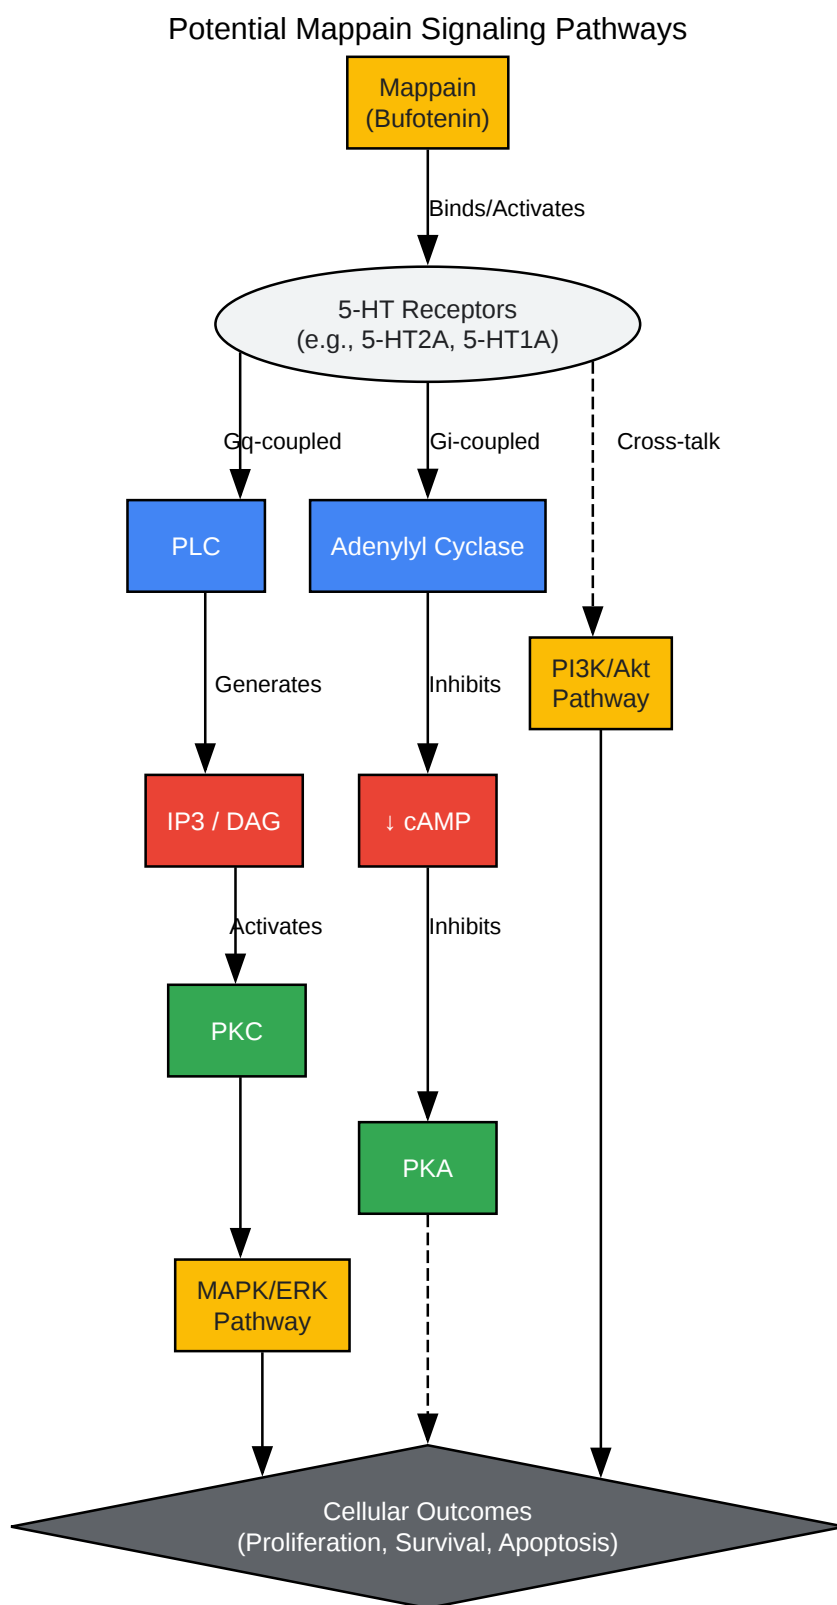 Potential Mappain Signaling Pathways
Mappain
(Bufotenin)
Binds/Activates
5-HT Receptors
(e.g., 5-HT2A, 5-HT1A)
Gq-coupled
Gi-coupled
Cross-talk
PLC
Adenylyl Cyclase
PI3K/Akt
Pathway
Generates
Inhibits
IP3 / DAG
↓ cAMP
Activates
Inhibits
PKC
PKA
MAPK/ERK
Pathway
Cellular Outcomes
(Proliferation, Survival, Apoptosis)